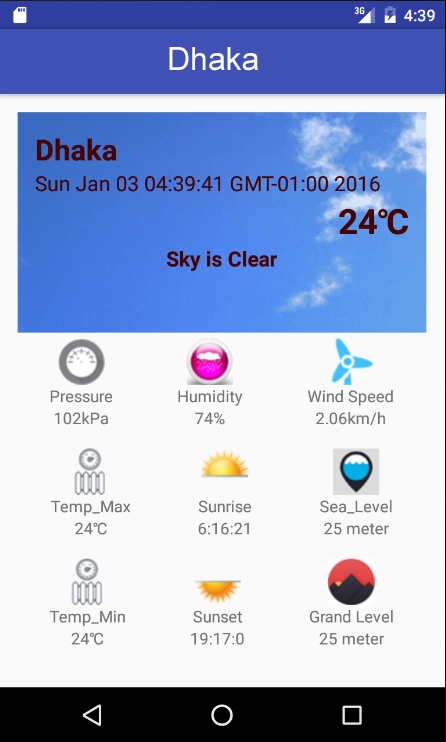 3G 4:39
Dhaka
Dhaka
Sun Jan 03 04:39:41 GMT-01:00 2016
24℃
Sky is Clear
Pressure Humidity Wind Speed
102kPa 74% 2.06km/h
Temp_Max Sunrise Sea_Level
24℃ 6:16:21 25 meter
Temp_Min Sunset Grand Level
24℃ 19:17:0 25 meter